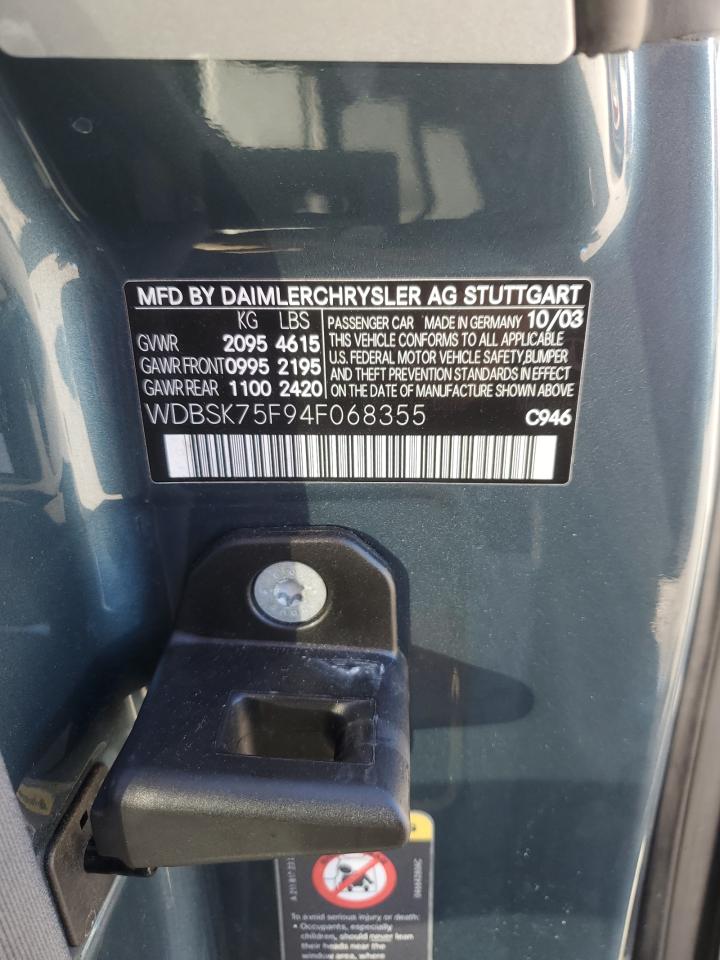 MFD BY DAIMLERCHRYSLER AG STUTTGART
KG LBS
GVWR 2095 4615
GAWR FRONT 0995 2195
GAWR REAR 1100 2420
PASSENGER CAR MADE IN GERMANY 10/03
THIS VEHICLE CONFORMS TO ALL APPLICABLE
U.S. FEDERAL MOTOR VEHICLE SAFETY, BUMPER
AND THEFT PREVENTION STANDARDS IN EFFECT
ON THE DATE OF MANUFACTURE SHOWN ABOVE
WDBSK75F94F068355 C946
To avoid serious injury or death:
• Occupants, especially
children, should never lean
their heads near the
window area, where